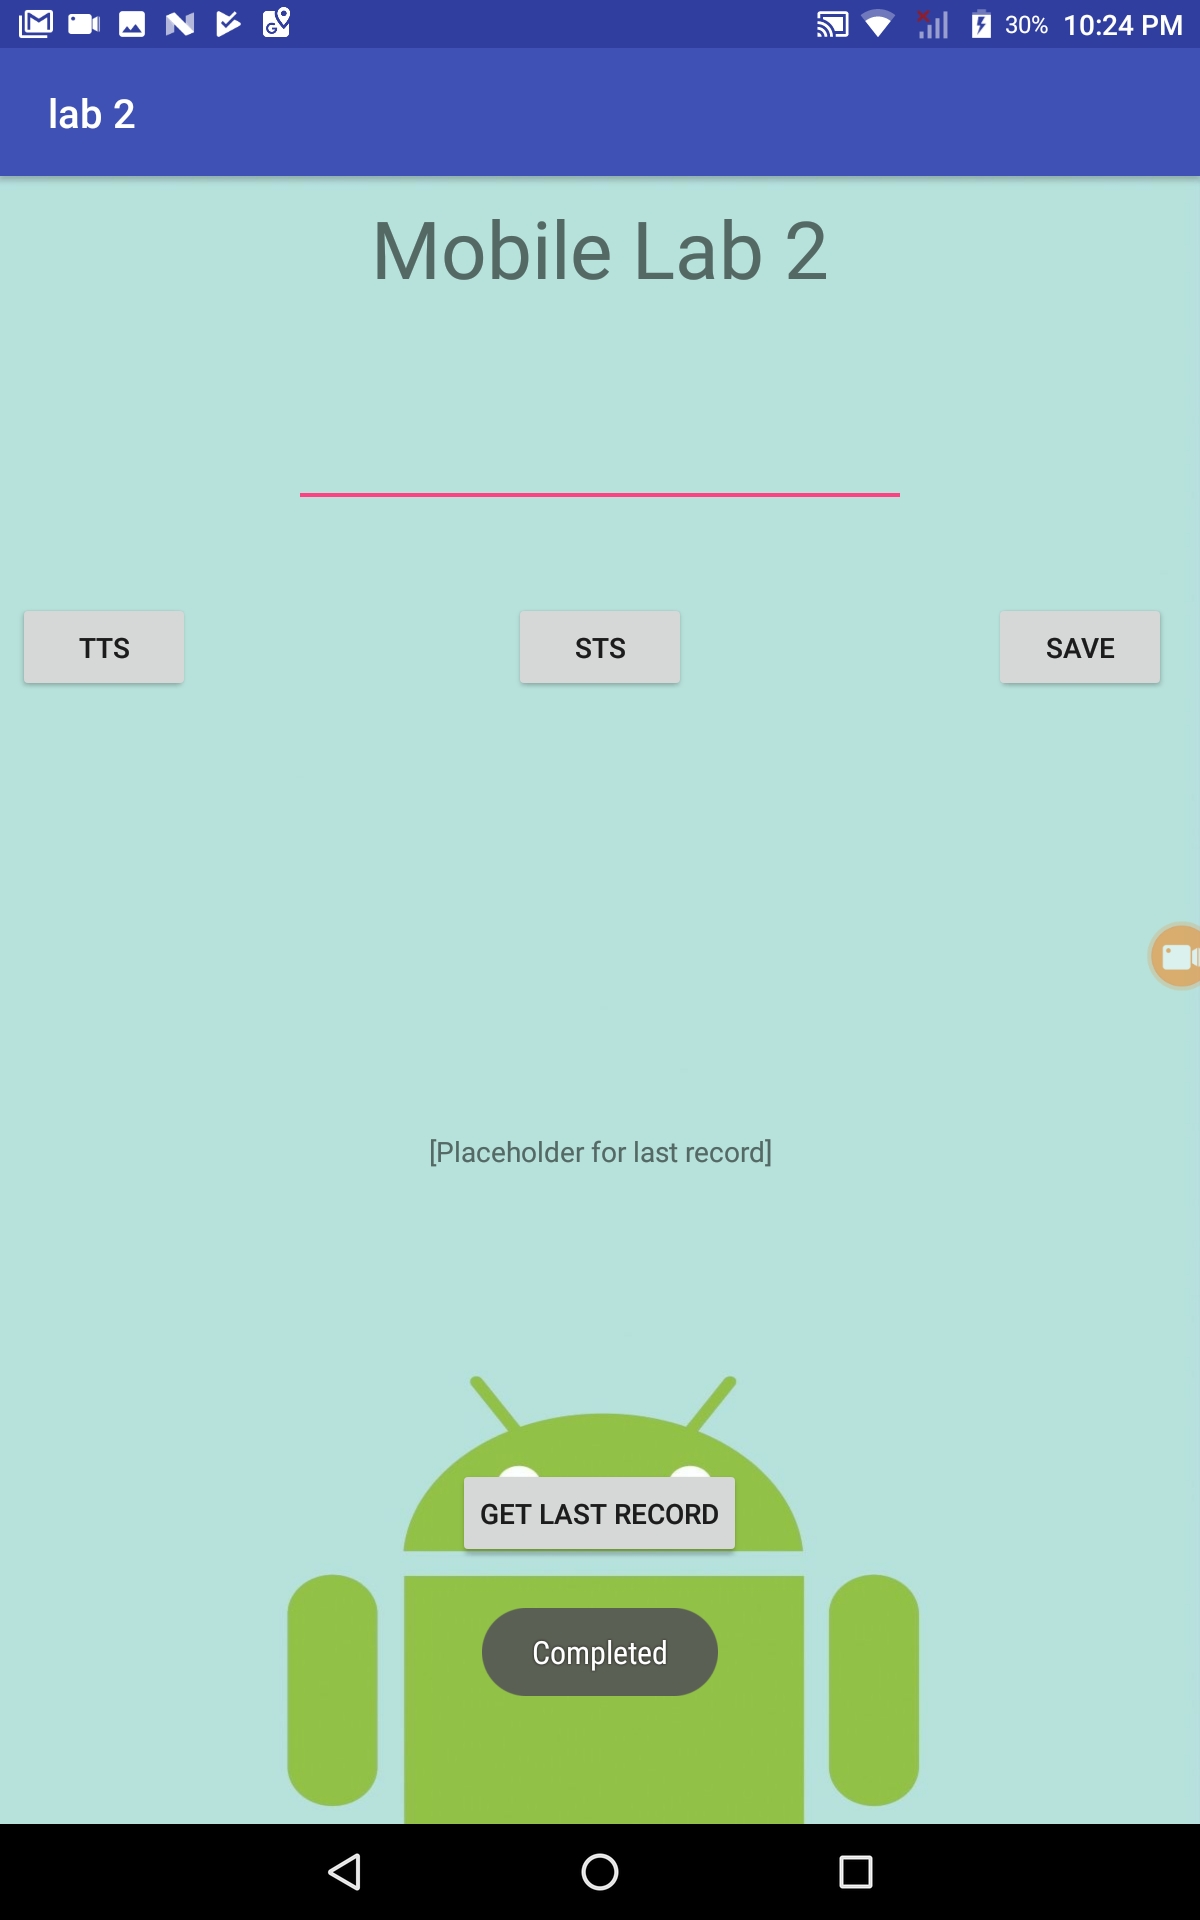 30% 10:24 PM
lab 2
Mobile Lab 2
TTS STS SAVE
[Placeholder for last record]
GET LAST RECORD
Completed